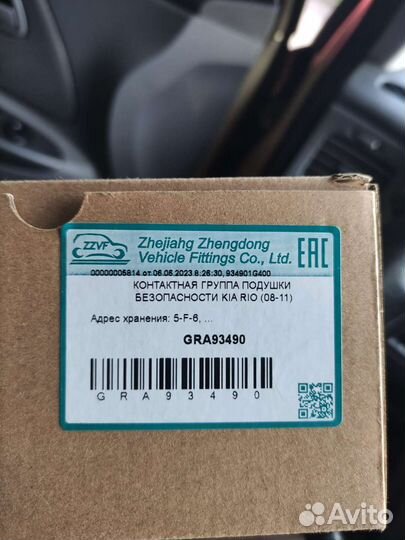 ZZVF
Zhejiahg Zhengdong
Vehicle Fittings Co., Ltd.
EAC
00000005814 от 06.06.2023 8:26:30, 934901G400
КОНТАКТНАЯ ГРУППА ПОДУШКИ
БЕЗОПАСНОСТИ KIA RIO (08-11)
Адрес хранения: 5-F-6, ...
GRA93490
GRA93490
Avito